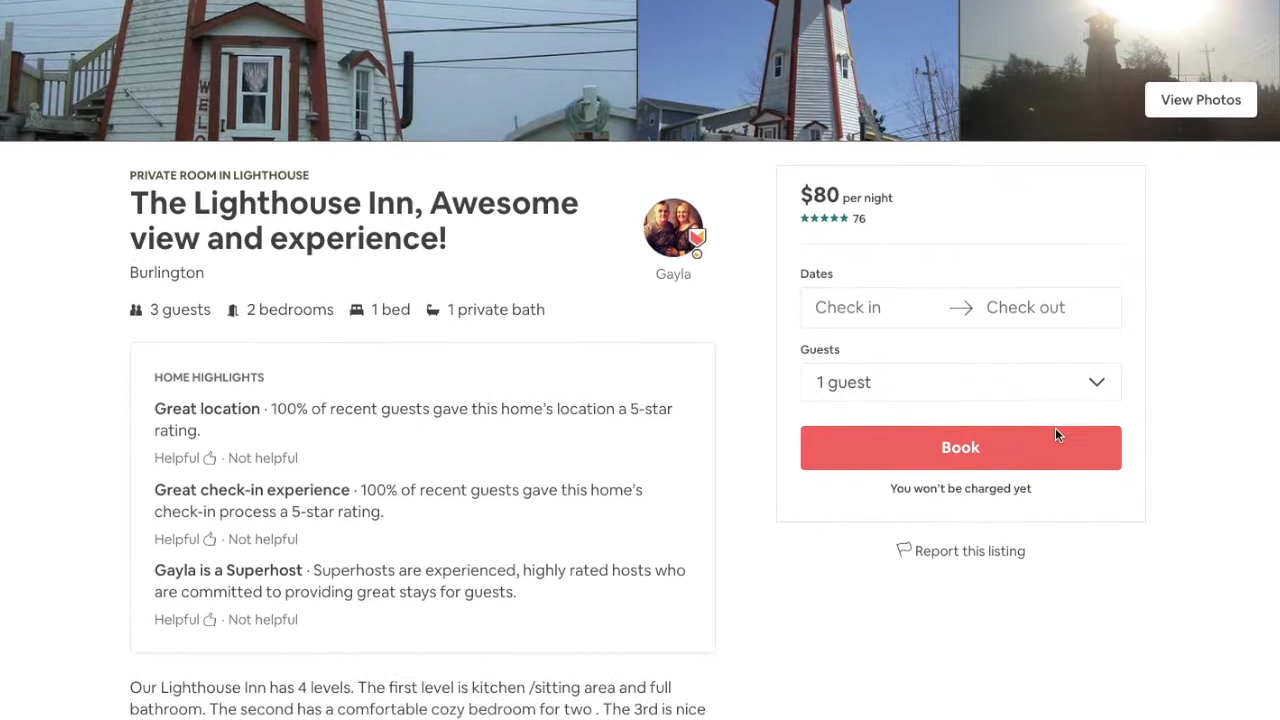 WELCO
View Photos
PRIVATE ROOM IN LIGHTHOUSE
The Lighthouse Inn, Awesome
view and experience!
Gayla
Burlington
3 guests 2 bedrooms 1 bed 1 private bath
HOME HIGHLIGHTS
Great location · 100% of recent guests gave this home’s location a 5-star
rating.
Helpful · Not helpful
Great check-in experience · 100% of recent guests gave this home’s
check-in process a 5-star rating.
Helpful · Not helpful
Gayla is a Superhost · Superhosts are experienced, highly rated hosts who
are committed to providing great stays for guests.
Helpful · Not helpful
Our Lighthouse Inn has 4 levels. The first level is kitchen /sitting area and full
bathroom. The second has a comfortable cozy bedroom for two . The 3rd is nice
$80 per night
76
Dates
Check in → Check out
Guests
1 guest
Book
You won't be charged yet
Report this listing